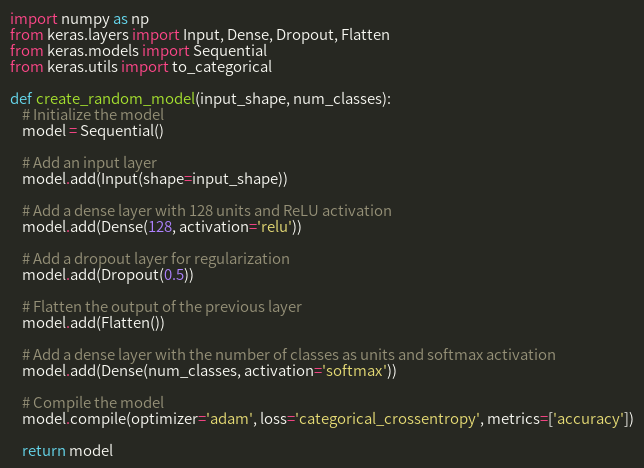 import numpy as np
from keras.layers import Input, Dense, Dropout, Flatten
from keras.models import Sequential
from keras.utils import to_categorical
def create_random_model(input_shape, num_classes):
# Initialize the model
model = Sequential()
# Add an input layer
model.add(Input(shape=input_shape))
# Add a dense layer with 128 units and ReLU activation
model.add(Dense(128, activation='relu'))
# Add a dropout layer for regularization
model.add(Dropout(0.5))
# Flatten the output of the previous layer
model.add(Flatten())
# Add a dense layer with the number of classes as units and softmax activation
model.add(Dense(num_classes, activation='softmax'))
# Compile the model
model.compile(optimizer='adam', loss='categorical_crossentropy', metrics=['accuracy'])
return model